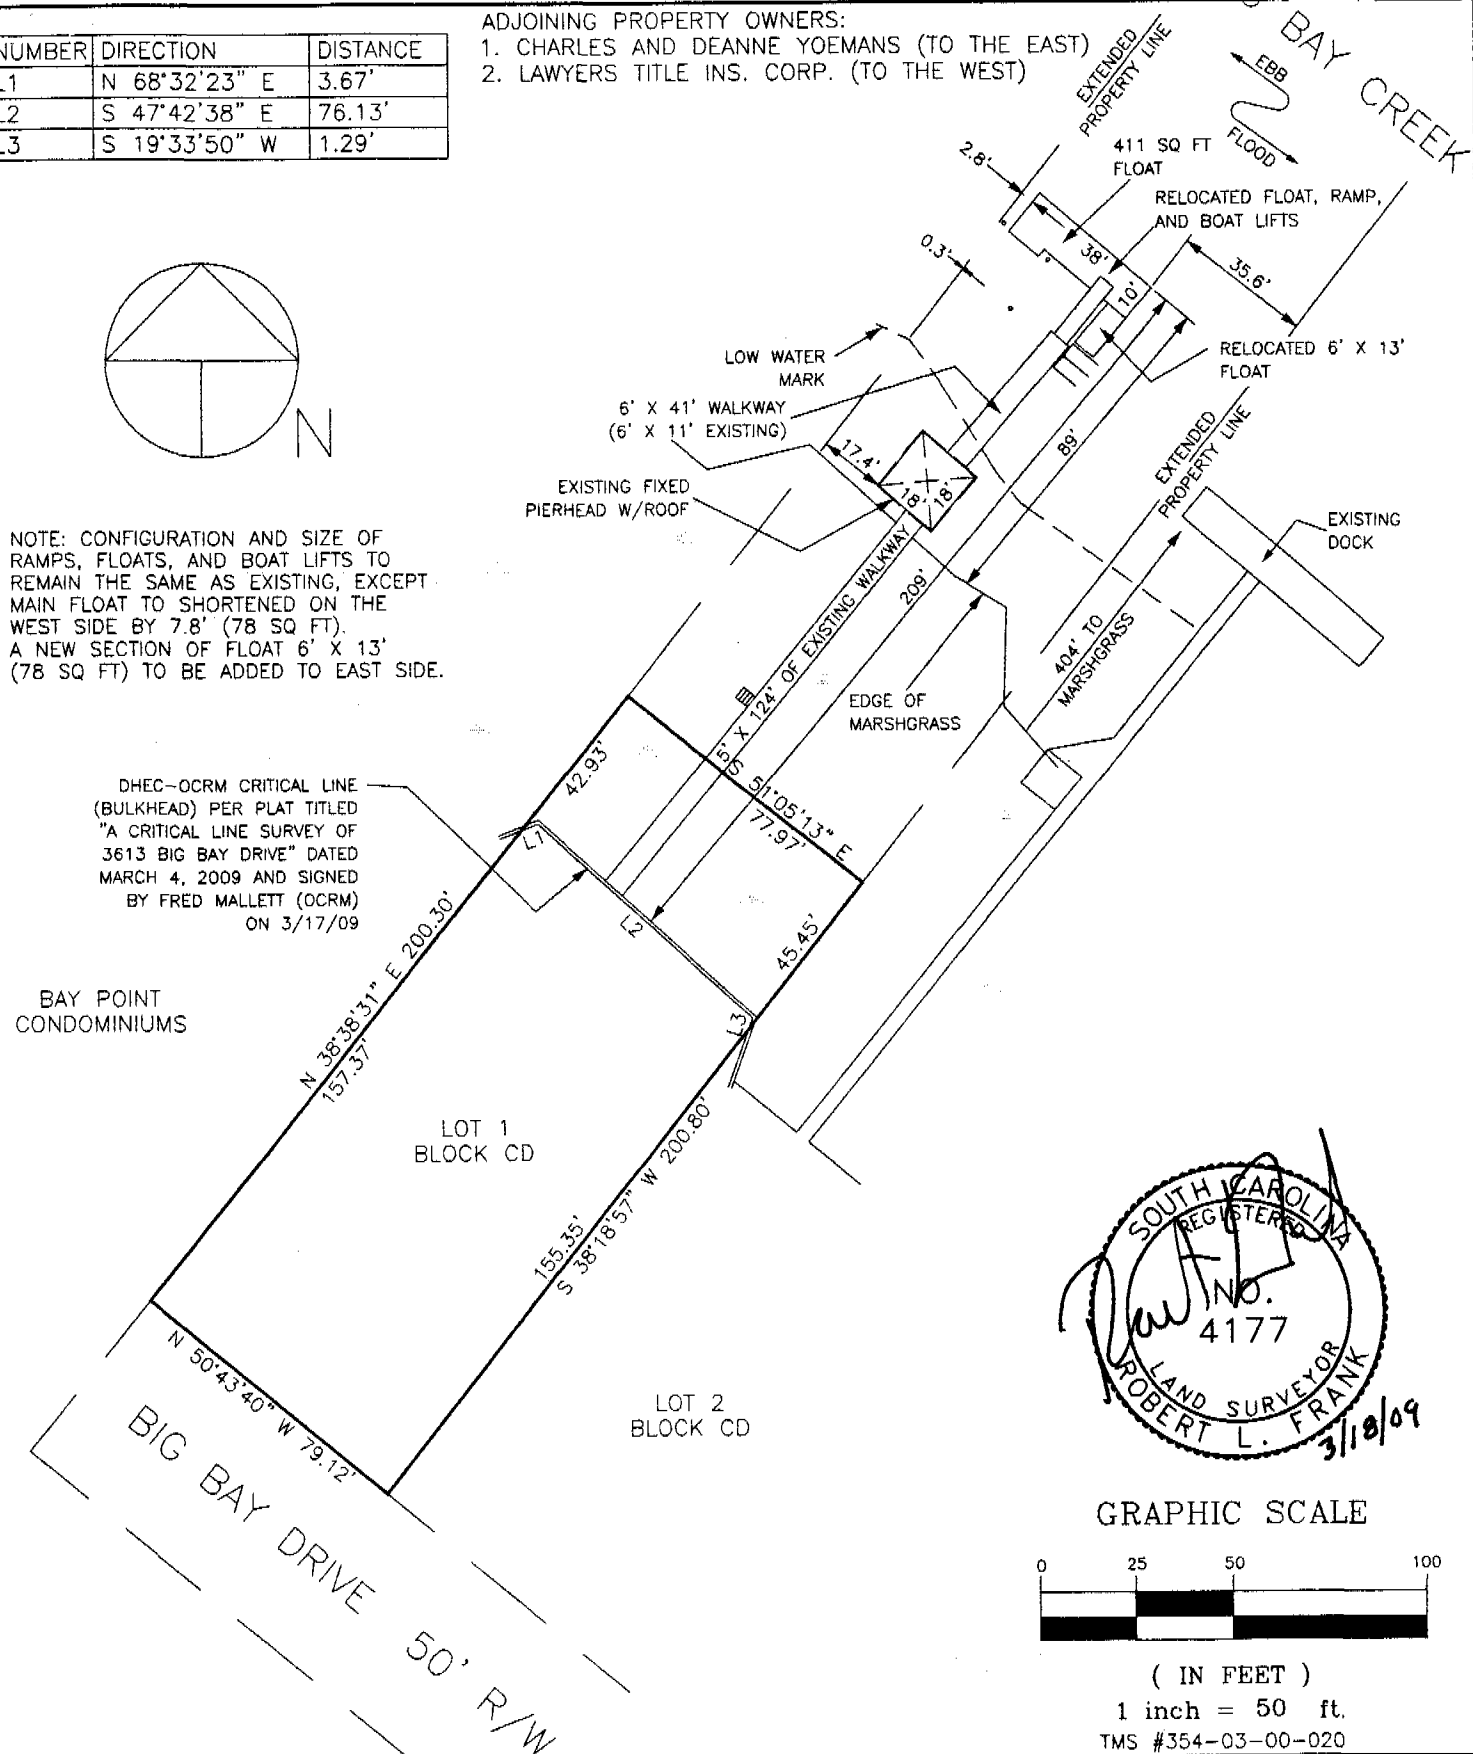 NUMBER DIRECTION DISTANCE
L1 N 68°32'23" E 3.67'
L2 S 47°42'38" E 76.13'
L3 S 19°33'50" W 1.29'
ADJOINING PROPERTY OWNERS:
1. CHARLES AND DEANNE YOEMANS (TO THE EAST)
2. LAWYERS TITLE INS. CORP. (TO THE WEST)
EXTENDED
PROPERTY LINE
BAY CREEK
EBB
FLOOD
411 SQ FT
FLOAT
2.8'
RELOCATED FLOAT, RAMP,
AND BOAT LIFTS
38'
10'
35.6'
0.3'
LOW WATER
MARK
RELOCATED 6' X 13'
FLOAT
6' X 41' WALKWAY
(6' X 11' EXISTING)
17.4'
18'
18'
89'
EXISTING FIXED
PIERHEAD W/ROOF
EXTENDED
PROPERTY LINE
EXISTING
DOCK
N
NOTE: CONFIGURATION AND SIZE OF
RAMPS, FLOATS, AND BOAT LIFTS TO
REMAIN THE SAME AS EXISTING, EXCEPT
MAIN FLOAT TO SHORTENED ON THE
WEST SIDE BY 7.8' (78 SQ FT).
A NEW SECTION OF FLOAT 6' X 13'
(78 SQ FT) TO BE ADDED TO EAST SIDE.
5' X 124' OF EXISTING WALKWAY
209'
404' TO
MARSHGRASS
EDGE OF
MARSHGRASS
DHEC-OCRM CRITICAL LINE
(BULKHEAD) PER PLAT TITLED
"A CRITICAL LINE SURVEY OF
3613 BIG BAY DRIVE" DATED
MARCH 4, 2009 AND SIGNED
BY FRED MALLETT (OCRM)
ON 3/17/09
42.93'
S 51°05'13" E
77.97'
L1
L2
L3
45.45'
BAY POINT
CONDOMINIUMS
N 38°38'31" E 200.30'
157.37'
LOT 1
BLOCK CD
155.35'
S 38°18'57" W 200.80'
N 50°43'40" W 79.12'
LOT 2
BLOCK CD
BIG BAY DRIVE 50' R/W
SOUTH CAROLINA
REGISTERED
NO.
4177
LAND SURVEYOR
ROBERT L. FRANK
3/18/09
GRAPHIC SCALE
0 25 50 100
( IN FEET )
1 inch = 50 ft.
TMS #354-03-00-020